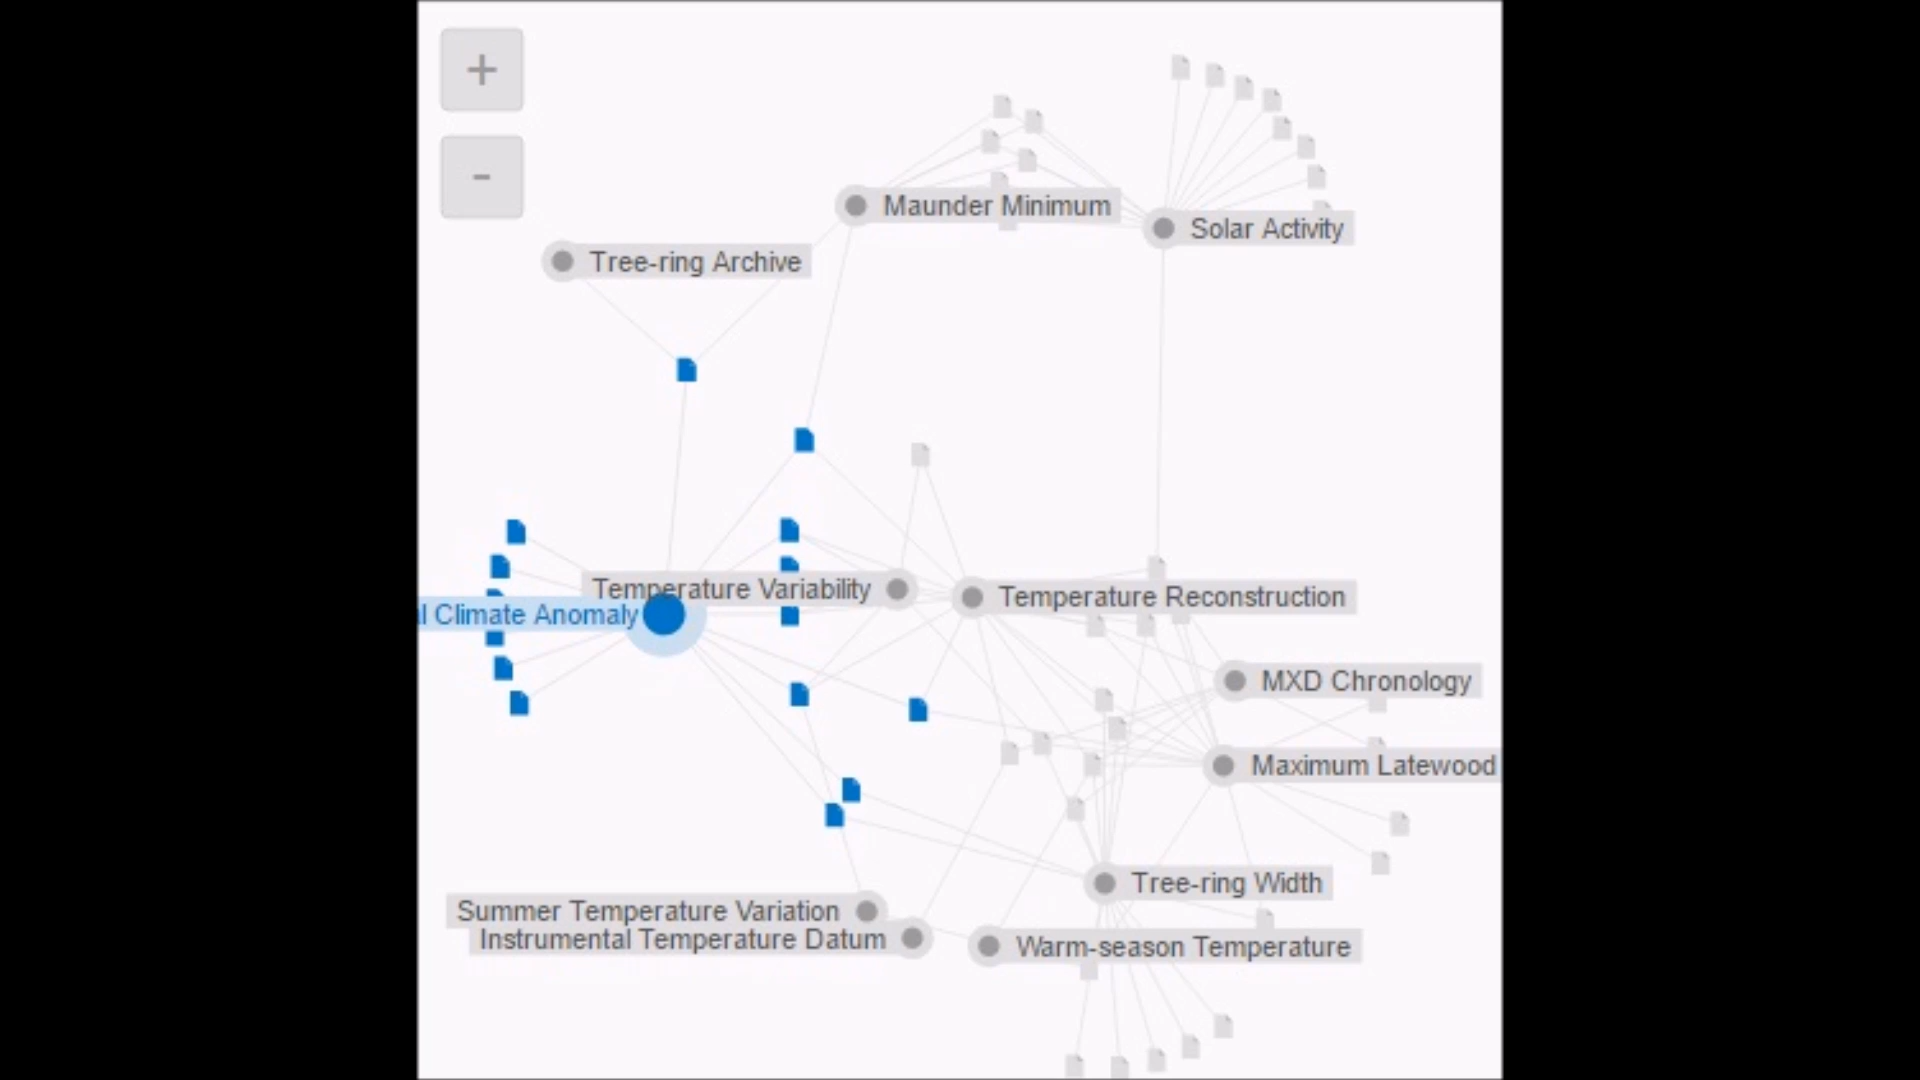 +
-
Maunder Minimum
Solar Activity
Tree-ring Archive
Temperature Variability
Temperature Reconstruction
Climate Anomaly
MXD Chronology
Maximum Latewood
Tree-ring Width
Summer Temperature Variation
Instrumental Temperature Datum
Warm-season Temperature